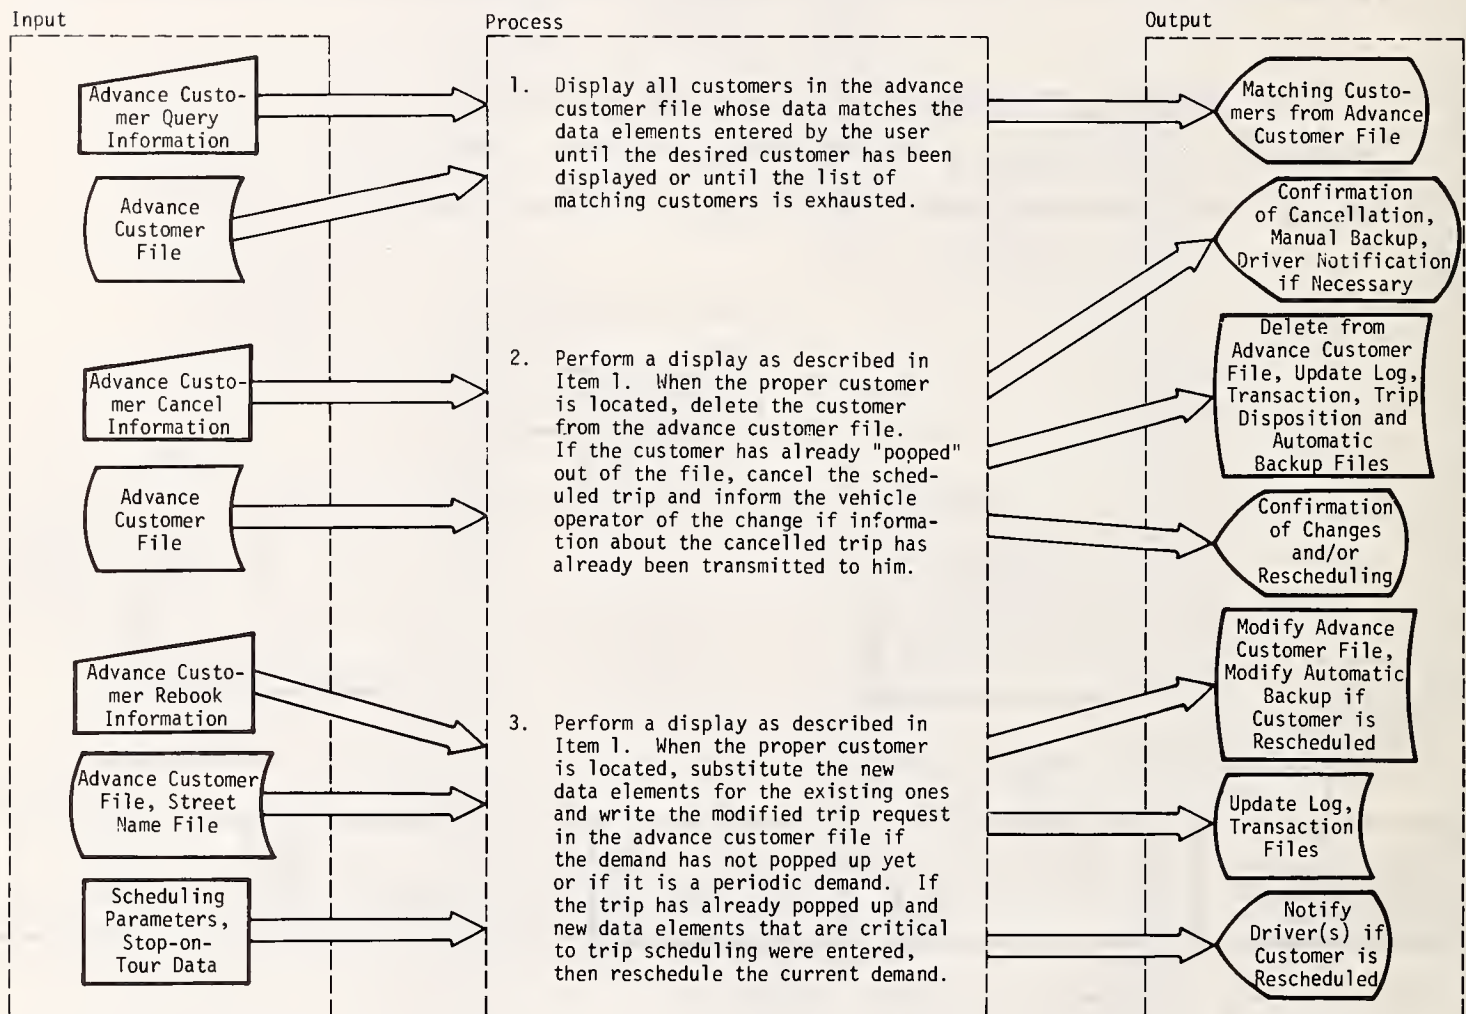 Input
Process
Output
Advance Custo-
mer Query
Information
Advance
Customer
File
1. Display all customers in the advance
customer file whose data matches the
data elements entered by the user
until the desired customer has been
displayed or until the list of
matching customers is exhausted.
Matching Custo-
mers from Advance
Customer File
Confirmation
of Cancellation,
Manual Backup,
Driver Notification
if Necessary
Advance Custo-
mer Cancel
Information
Advance
Customer
File
2. Perform a display as described in
Item 1. When the proper customer
is located, delete the customer
from the advance customer file.
If the customer has already "popped"
out of the file, cancel the sched-
uled trip and inform the vehicle
operator of the change if informa-
tion about the cancelled trip has
already been transmitted to him.
Delete from
Advance Customer
File, Update Log,
Transaction, Trip
Disposition and
Automatic
Backup Files
Confirmation
of Changes
and/or
Rescheduling
Advance Custo-
mer Rebook
Information
Advance Customer
File, Street
Name File
Scheduling
Parameters,
Stop-on-
Tour Data
3. Perform a display as described in
Item 1. When the proper customer
is located, substitute the new
data elements for the existing ones
and write the modified trip request
in the advance customer file if
the demand has not popped up yet
or if it is a periodic demand. If
the trip has already popped up and
new data elements that are critical
to trip scheduling were entered,
then reschedule the current demand.
Modify Advance
Customer File,
Modify Automatic
Backup if
Customer is
Rescheduled
Update Log,
Transaction
Files
Notify
Driver(s) if
Customer is
Rescheduled